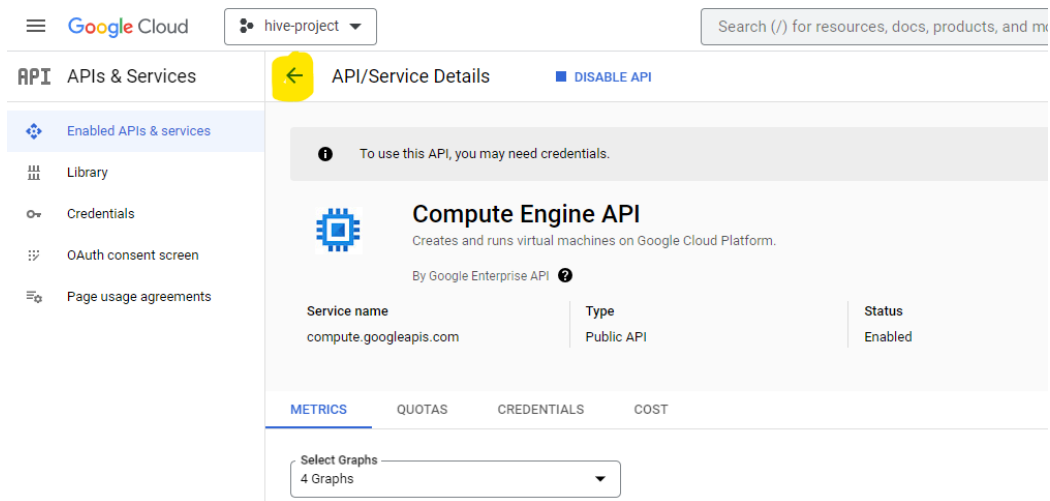 Google Cloud
hive-project
Search (/) for resources, docs, products, and
API APIs & Services
API/Service Details
DISABLE API
Enabled APIs & services
Library
Credentials
OAuth consent screen
Page usage agreements
To use this API, you may need credentials.
Compute Engine API
Creates and runs virtual machines on Google Cloud Platform.
By Google Enterprise API
Service name
compute.googleapis.com
Type
Public API
Status
Enabled
METRICS
QUOTAS
CREDENTIALS
COST
Select Graphs
4 Graphs